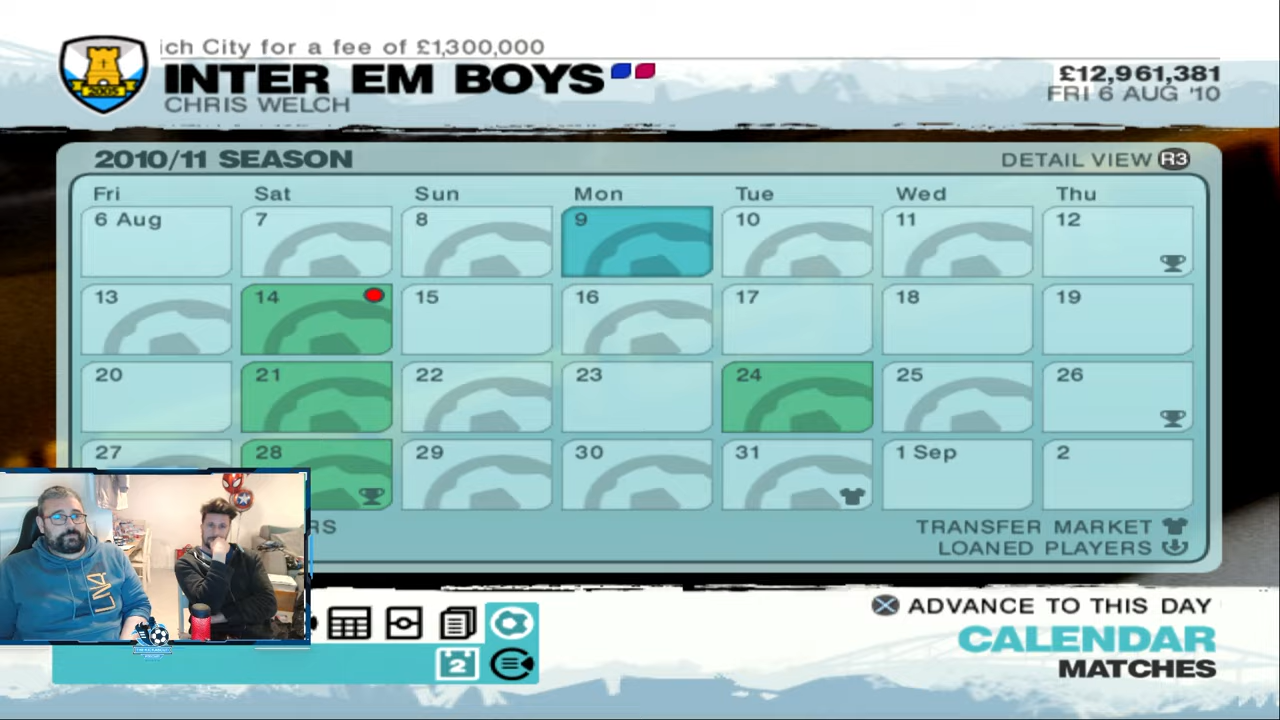 ich City for a fee of £1,300,000
INTER EM BOYS
CHRIS WELCH
2005
£12,961,381
FRI 6 AUG '10
2010/11 SEASON
DETAIL VIEW R3
Fri Sat Sun Mon Tue Wed Thu
6 Aug 7 8 9 10 11 12
13 14 15 16 17 18 19
20 21 22 23 24 25 26
27 28 29 30 31 1 Sep 2
RS
TRANSFER MARKET
LOANED PLAYERS
ADVANCE TO THIS DAY
CALENDAR
MATCHES
2